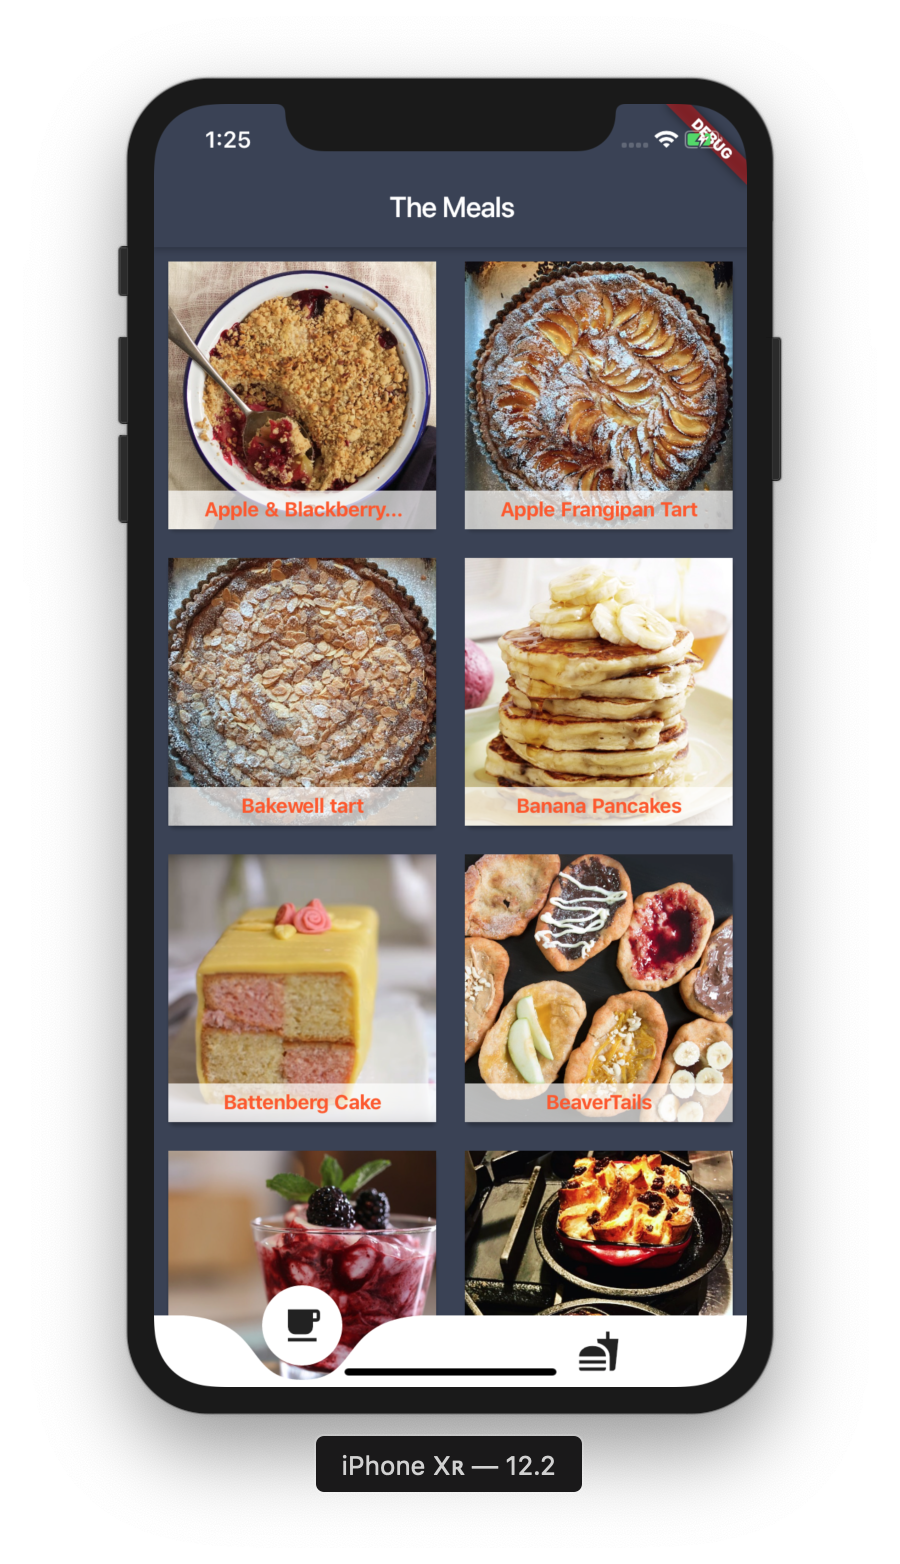 1:25
DEBUG
The Meals
Apple & Blackberry...
Apple Frangipan Tart
Bakewell tart
Banana Pancakes
Battenberg Cake
BeaverTails
iPhone Xʀ — 12.2